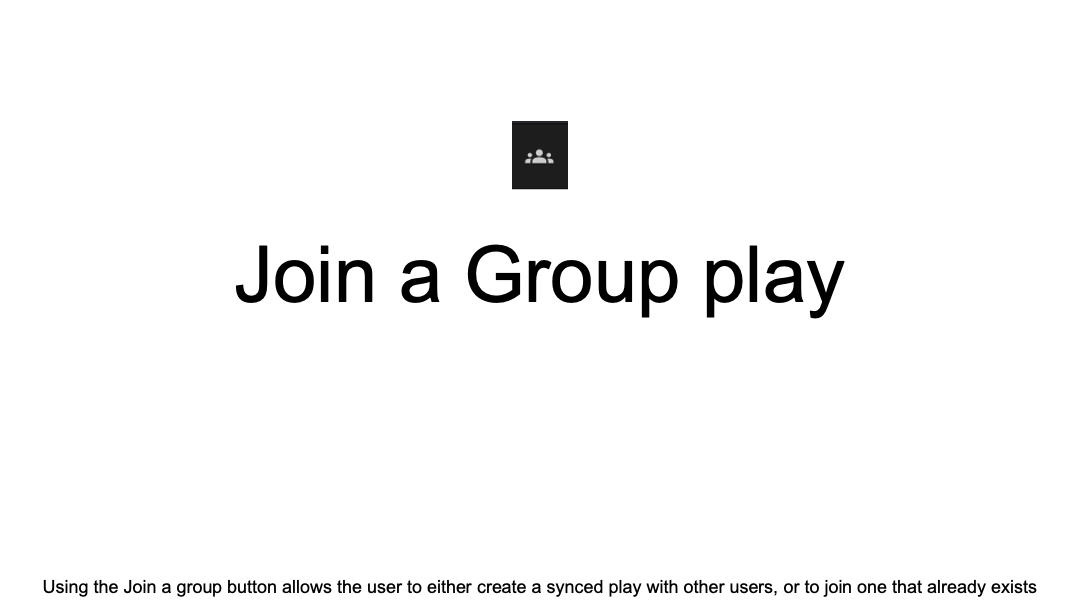 Join a Group play
Using the Join a group button allows the user to either create a synced play with other users, or to join one that already exists